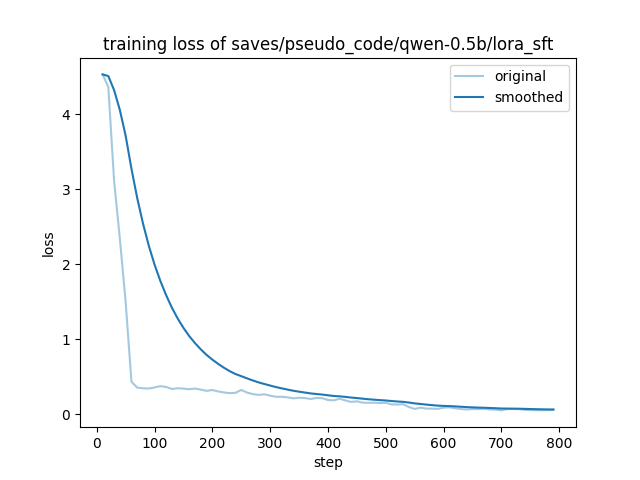 training loss of saves/pseudo_code/qwen-0.5b/lora_sft
original
smoothed
4
3
2
1
0
loss
0 100 200 300 400 500 600 700 800
step